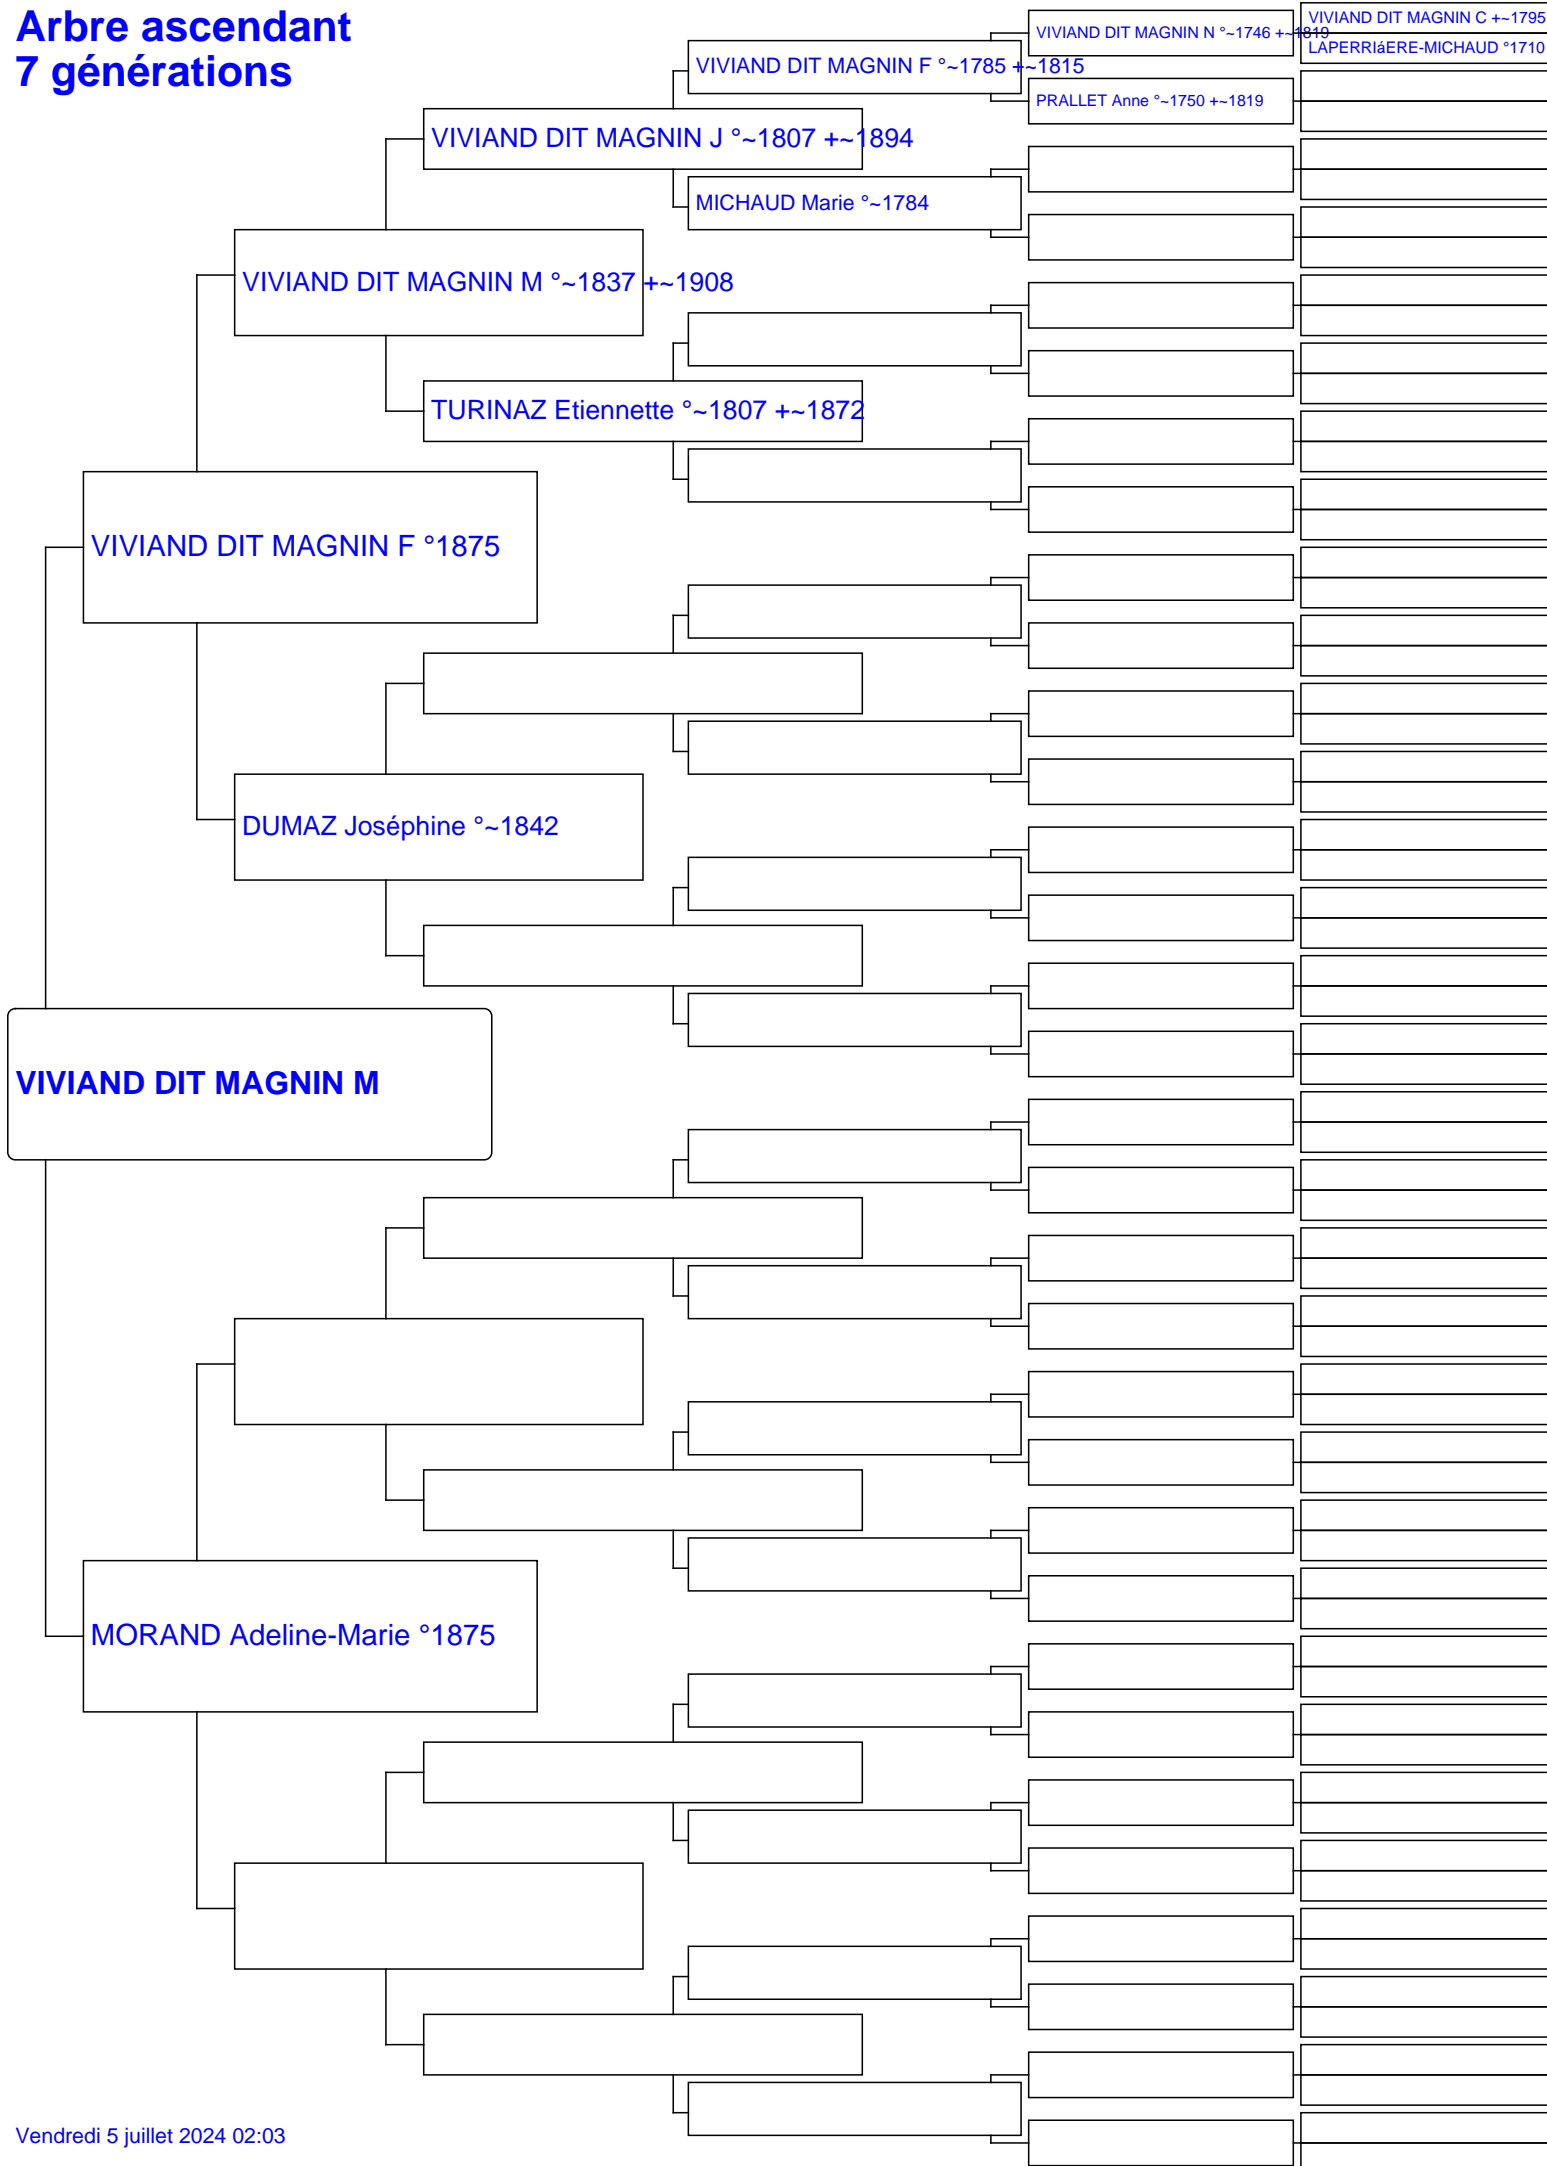 Arbre ascendant
7 générations
VIVIAND DIT MAGNIN C +~1795
VIVIAND DIT MAGNIN N °~1746 +~1819
LAPERRIáERE-MICHAUD °1710
VIVIAND DIT MAGNIN F °~1785 +~1815
PRALLET Anne °~1750 +~1819
VIVIAND DIT MAGNIN J °~1807 +~1894
MICHAUD Marie °~1784
VIVIAND DIT MAGNIN M °~1837 +~1908
TURINAZ Etiennette °~1807 +~1872
VIVIAND DIT MAGNIN F °1875
DUMAZ Joséphine °~1842
VIVIAND DIT MAGNIN M
MORAND Adeline-Marie °1875
Vendredi 5 juillet 2024 02:03